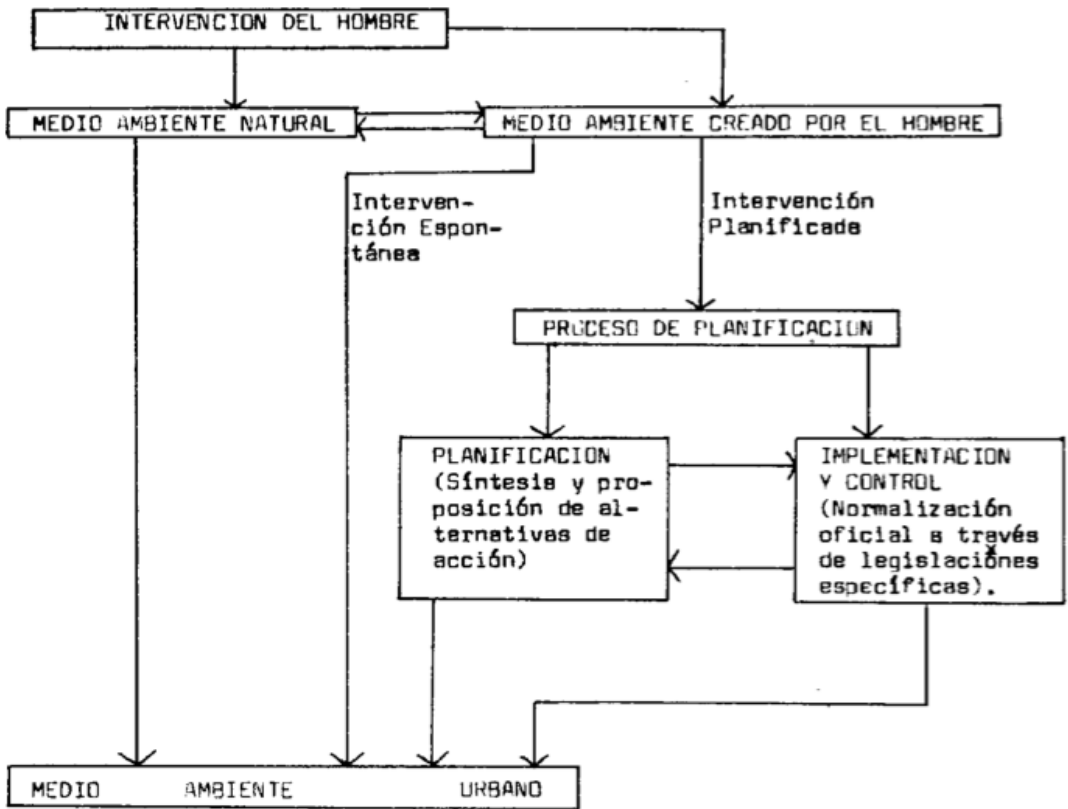 INTERVENCION DEL HOMBRE
MEDIO AMBIENTE NATURAL
MEDIO AMBIENTE CREADO POR EL HOMBRE
Interven-
ción Espon-
tánea
Intervención
Planificada
PROCESO DE PLANIFICACION
PLANIFICACION
(Síntesis y pro-
posición de al-
ternativas de
acción)
IMPLEMENTACION
Y CONTROL
(Normalización
oficial a través
de legislaciónes
específicas).
MEDIO AMBIENTE URBANO